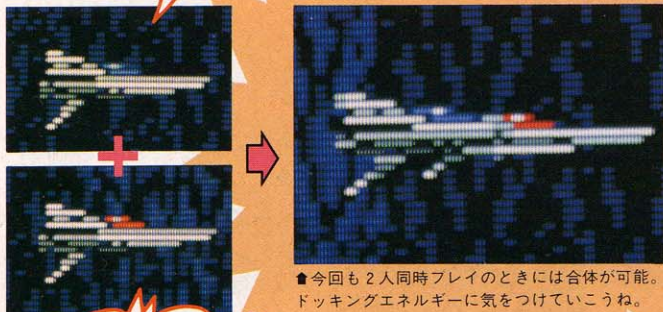 ⬆今回も2人同時プレイのときには合体が可能。
ドッキングエネルギーに気をつけていこうね。